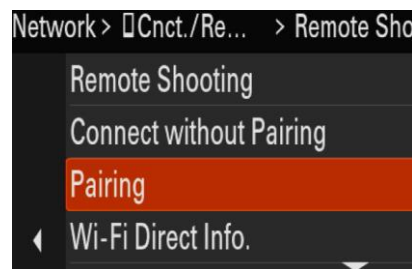 Network > Cnct./Re... > Remote Sho
Remote Shooting
Connect without Pairing
Pairing
Wi-Fi Direct Info.